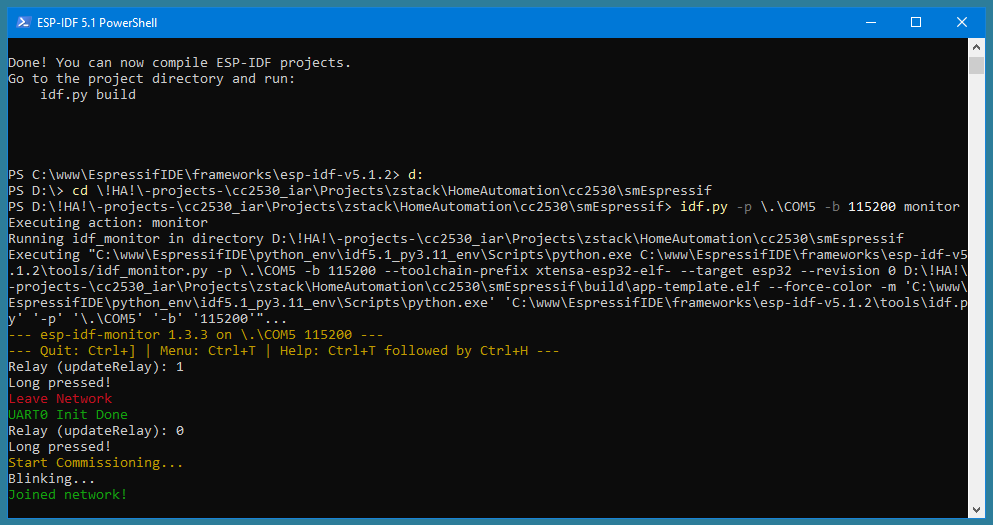 ESP-IDF 5.1 PowerShell
Done! You can now compile ESP-IDF projects.
Go to the project directory and run:
    idf.py build
PS C:\www\EspressifIDE\frameworks\esp-idf-v5.1.2> d:
PS D:\> cd \!HA!\-projects-\cc2530_iar\Projects\zstack\HomeAutomation\cc2530\smEspressif
PS D:\!HA!\-projects-\cc2530_iar\Projects\zstack\HomeAutomation\cc2530\smEspressif> idf.py -p \.\COM5 -b 115200 monitor
Executing action: monitor
Running idf_monitor in directory D:\!HA!\-projects-\cc2530_iar\Projects\zstack\HomeAutomation\cc2530\smEspressif
Executing "C:\www\EspressifIDE\python_env\idf5.1_py3.11_env\Scripts\python.exe C:\www\EspressifIDE\frameworks\esp-idf-v5
.1.2\tools/idf_monitor.py -p \.\COM5 -b 115200 --toolchain-prefix xtensa-esp32-elf- --target esp32 --revision 0 D:\!HA!\
-projects-\cc2530_iar\Projects\zstack\HomeAutomation\cc2530\smEspressif\build\app-template.elf --force-color -m 'C:\www\
EspressifIDE\python_env\idf5.1_py3.11_env\Scripts\python.exe' 'C:\www\EspressifIDE\frameworks\esp-idf-v5.1.2\tools\idf.p
y' '-p' '\.\COM5' '-b' '115200'"...
--- esp-idf-monitor 1.3.3 on \.\COM5 115200 ---
--- Quit: Ctrl+] | Menu: Ctrl+T | Help: Ctrl+T followed by Ctrl+H ---
Relay (updateRelay): 1
Long pressed!
Leave Network
UART0 Init Done
Relay (updateRelay): 0
Long pressed!
Start Commissioning...
Blinking...
Joined network!